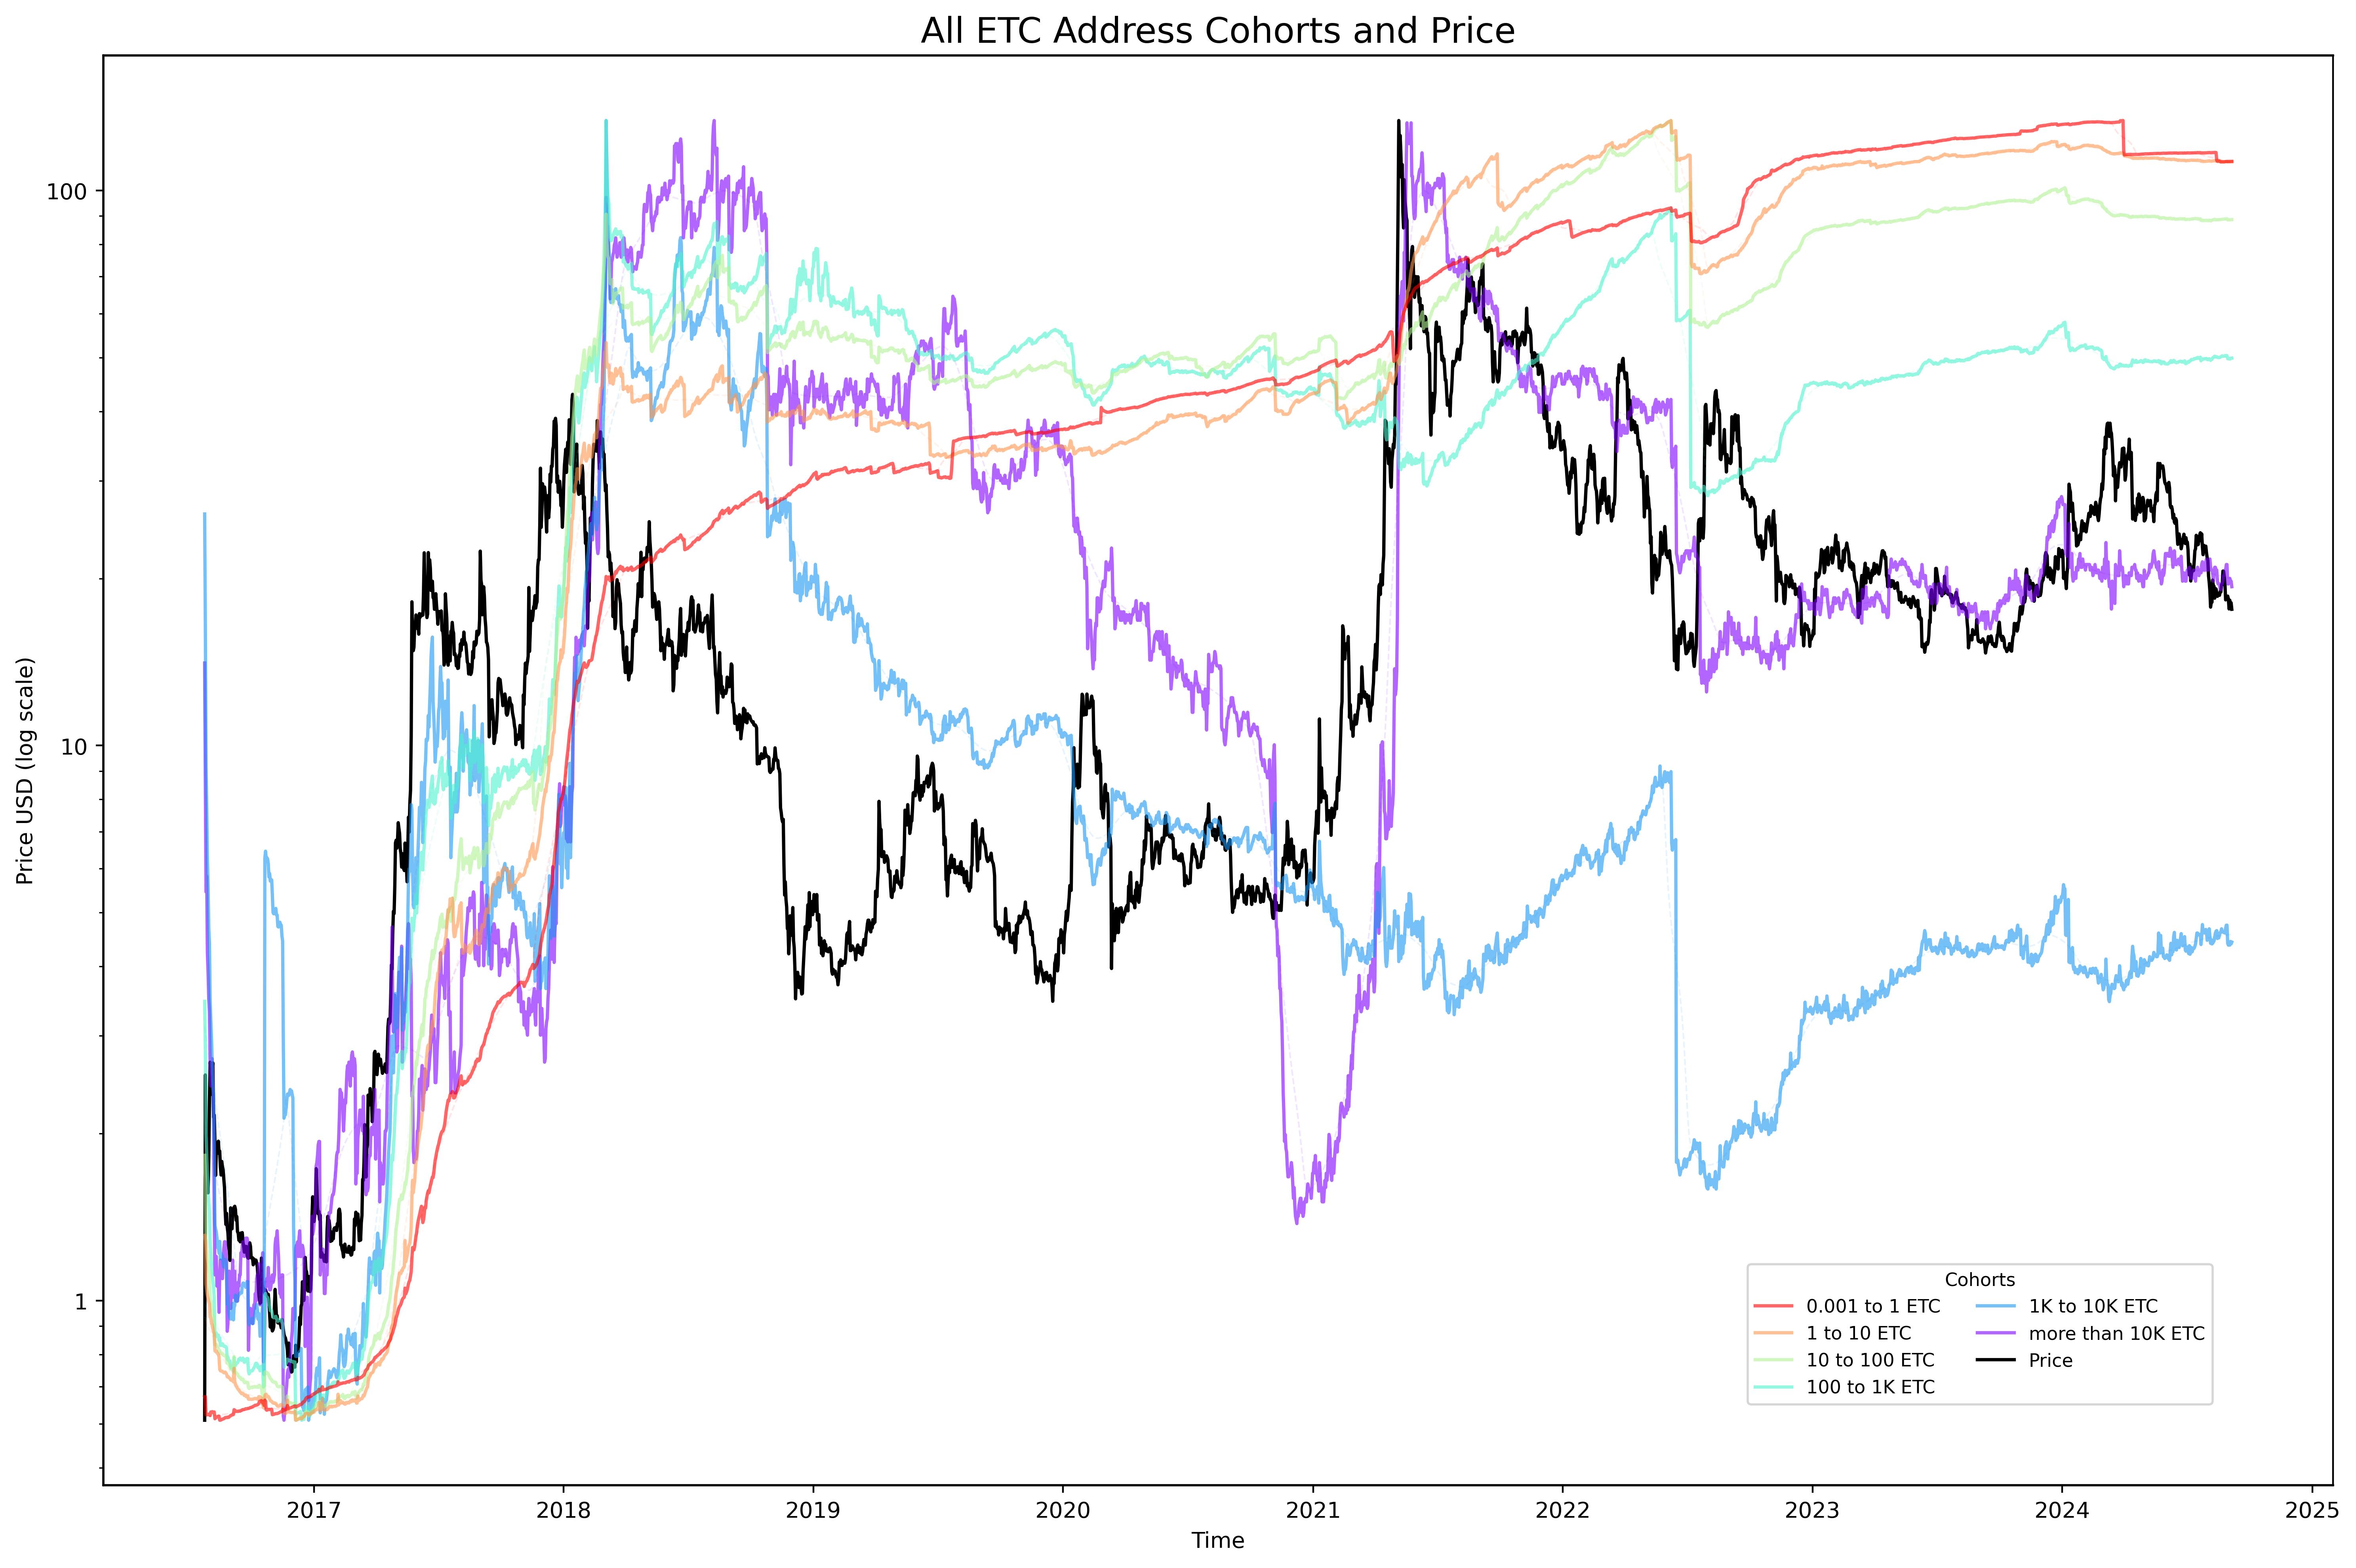 All ETC Address Cohorts and Price
Price USD (log scale)
100
10
1
2017 2018 2019 2020 2021 2022 2023 2024 2025
Time
Cohorts
0.001 to 1 ETC
1 to 10 ETC
10 to 100 ETC
100 to 1K ETC
1K to 10K ETC
more than 10K ETC
Price